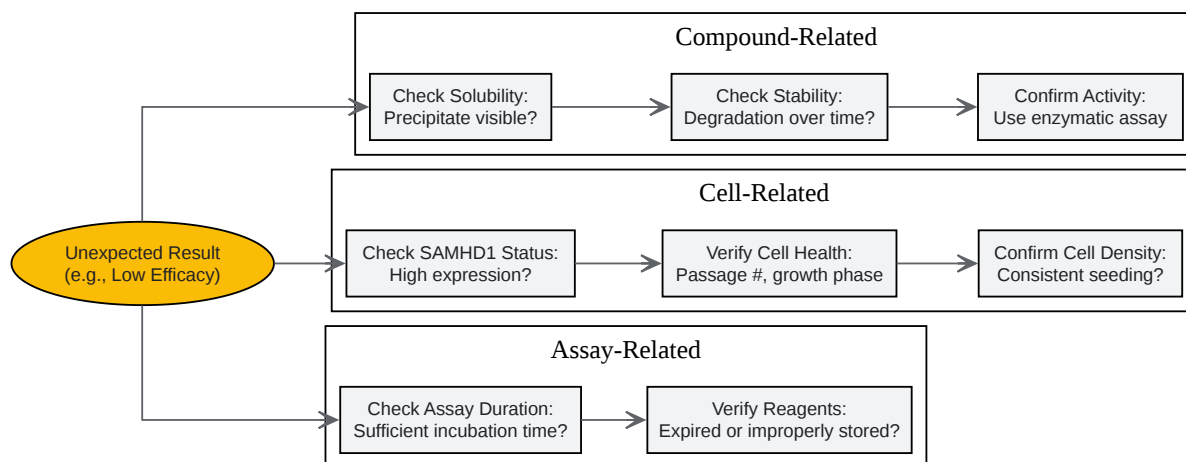 Compound-Related
Check Solubility:
Precipitate visible?
Check Stability:
Degradation over time?
Confirm Activity:
Use enzymatic assay
Cell-Related
Unexpected Result
(e.g., Low Efficacy)
Check SAMHD1 Status:
High expression?
Verify Cell Health:
Passage #, growth phase
Confirm Cell Density:
Consistent seeding?
Assay-Related
Check Assay Duration:
Sufficient incubation time?
Verify Reagents:
Expired or improperly stored?